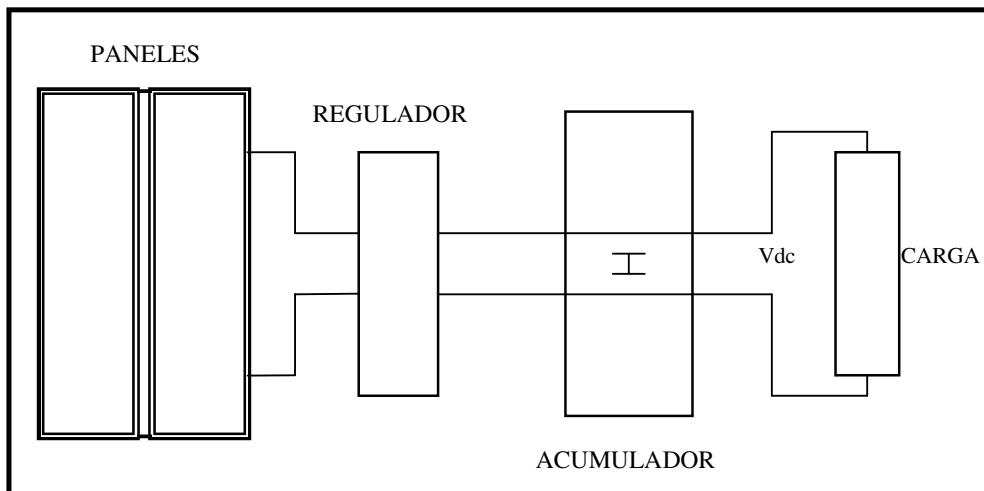 PANELES
REGULADOR
Vdc
CARGA
ACUMULADOR